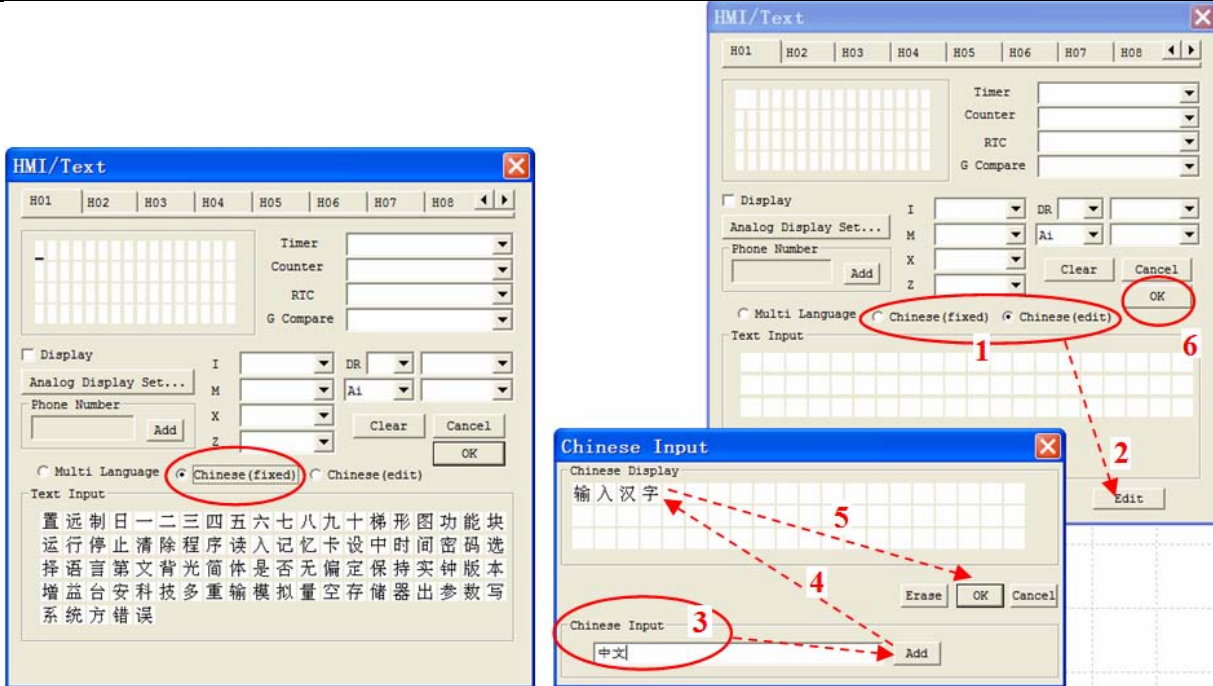 HMI/Text
H01 H02 H03 H04 H05 H06 H07 H08
Timer
Counter
RTC
G Compare
Display
I DR
Analog Display Set...
M Ai
Phone Number
X
Add
Clear Cancel
Z
OK
Multi Language Chinese(fixed) Chinese(edit)
Text Input
置远制日一二三四五六七八九十梯形图功能块
运行停止清除程序读入记忆卡设中时间密码选
择语言第文背光简体是否无偏定保持实钟版本
增益台安科技多重输模拟量空存储器出参数写
系统方错误
HMI/Text
H01 H02 H03 H04 H05 H06 H07 H08
Timer
Counter
RTC
G Compare
Display
I DR
Analog Display Set...
M Ai
Phone Number
X
Add
Clear Cancel
Z
OK
Multi Language Chinese(fixed) Chinese(edit)
1
6
Text Input
2
Edit
Chinese Input
Chinese Display
输入汉字
5
4
Erase OK Cancel
Chinese Input
3
中文
Add